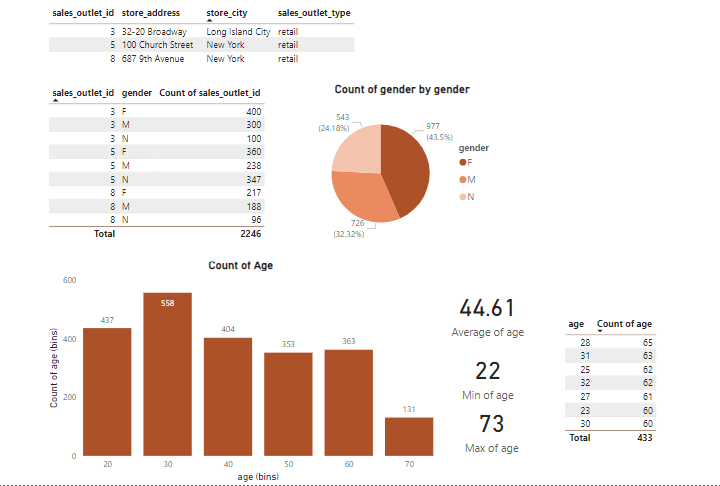 sales_outlet_id store_address store_city sales_outlet_type
3 32-20 Broadway Long Island City retail
5 100 Church Street New York retail
8 687 9th Avenue New York retail
sales_outlet_id gender Count of sales_outlet_id
3 F 400
3 M 300
3 N 100
5 F 360
5 M 238
5 N 347
8 F 217
8 M 188
8 N 96
Total 2246
Count of gender by gender
543
(24.18%)
977
(43.5%)
726
(32.32%)
gender
F
M
N
Count of Age
Count of age (bins)
600
400
200
0
437
558
404
353
363
131
20 30 40 50 60 70
age (bins)
44.61
Average of age
22
Min of age
73
Max of age
age Count of age
28 65
31 63
25 62
32 62
27 61
23 60
30 60
Total 433